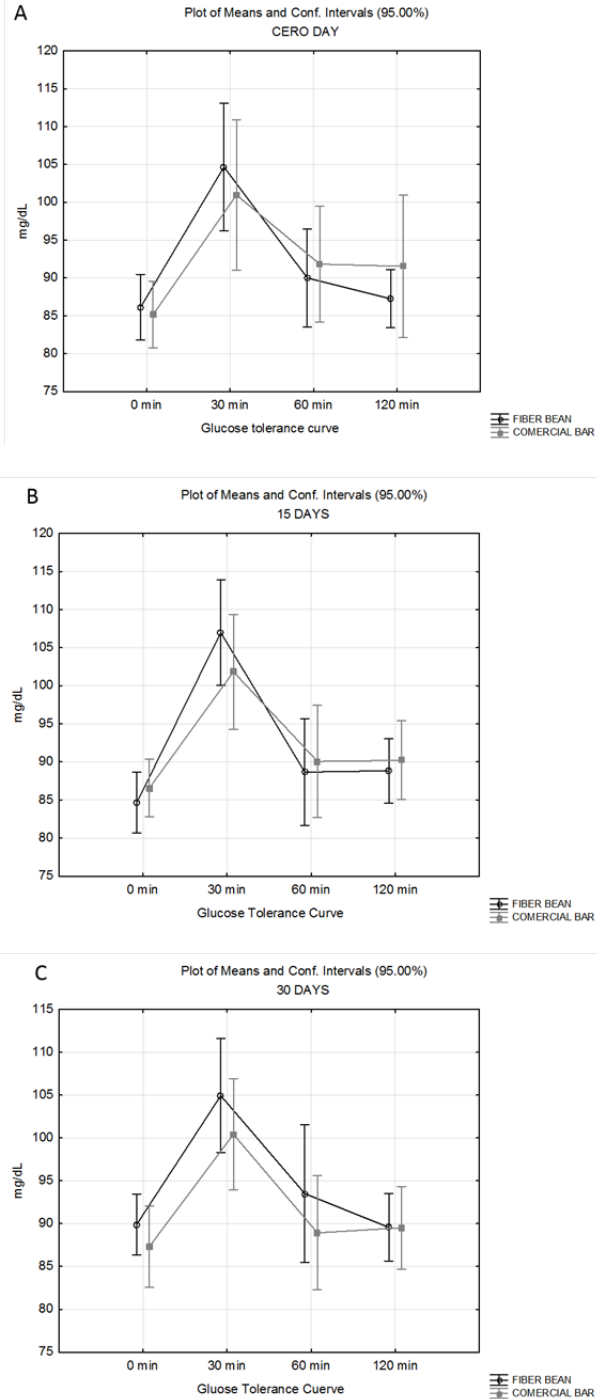 A
Plot of Means and Conf. Intervals (95.00%)
CERO DAY
120
115
110
105
100
95
90
85
80
75
mg/dL
0 min
30 min
60 min
120 min
Glucose tolerance curve
FIBER BEAN
COMERCIAL BAR
B
Plot of Means and Conf. Intervals (95.00%)
15 DAYS
120
115
110
105
100
95
90
85
80
75
mg/dL
0 min
30 min
60 min
120 min
Glucose Tolerance Curve
FIBER BEAN
COMERCIAL BAR
C
Plot of Means and Conf. Intervals (95.00%)
30 DAYS
115
110
105
100
95
90
85
80
75
mg/dL
0 min
30 min
60 min
120 min
Gluose Tolerance Cuerve
FIBER BEAN
COMERCIAL BAR